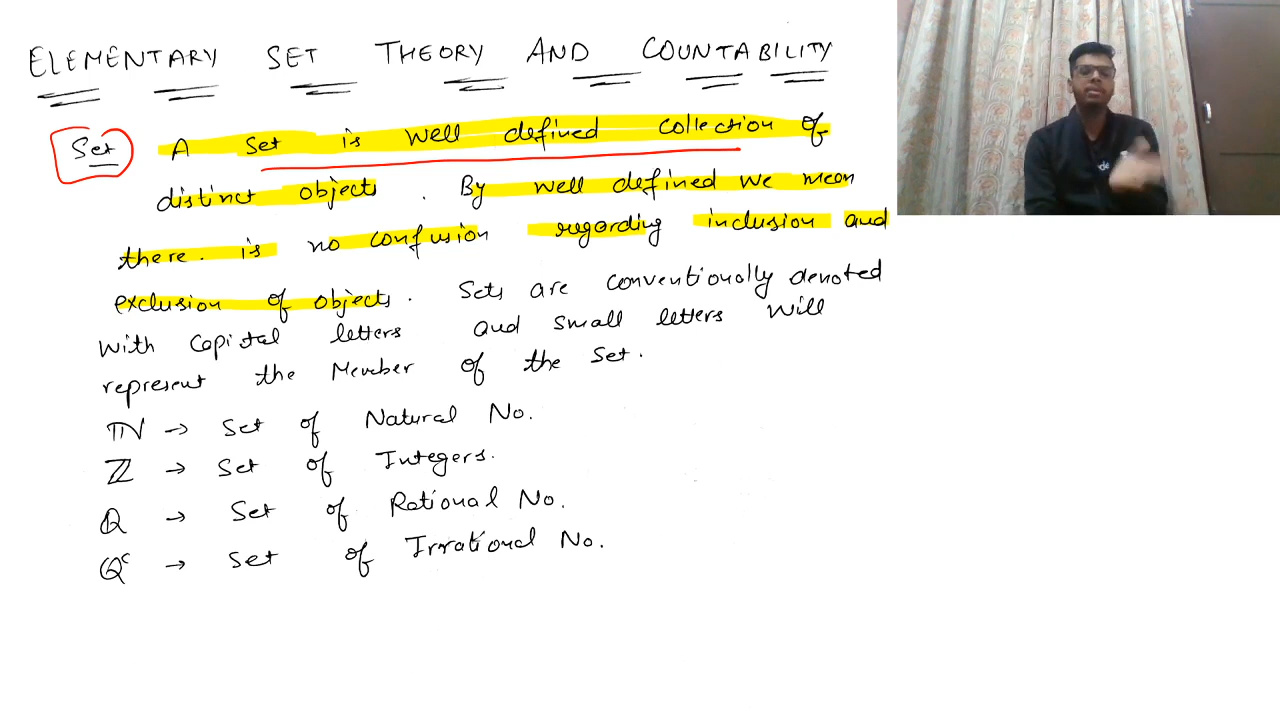 ELEMENTARY SET THEORY AND COUNTABILITY
Set A set is well defined collection of
distinct objects . By well defined we mean
there . is no confusion regarding inclusion and
exclusion of objects . Sets are conventionally denoted
with capital letters and small letters will
represent the Member of the set .
ℕ → Set of Natural No.
ℤ → Set of Integers.
Q → Set of Rational No.
Qᶜ → Set of Irrational No.